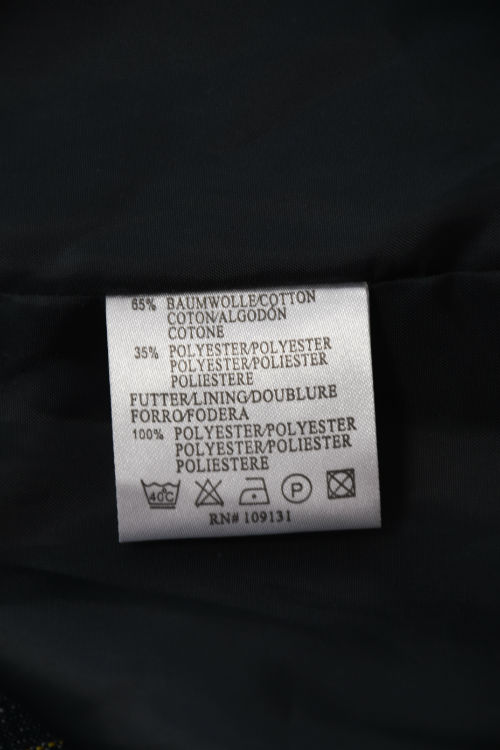 65% BAUMWOLLE/COTTON
COTON/ALGODÓN
COTONE
35% POLYESTER/POLYESTER
POLYESTER/POLIESTER
POLIESTERE
FUTTER/LINING/DOUBLURE
FORRO/FODERA
100% POLYESTER/POLYESTER
POLYESTER/POLIESTER
POLIESTERE
40°C P
RN# 109131